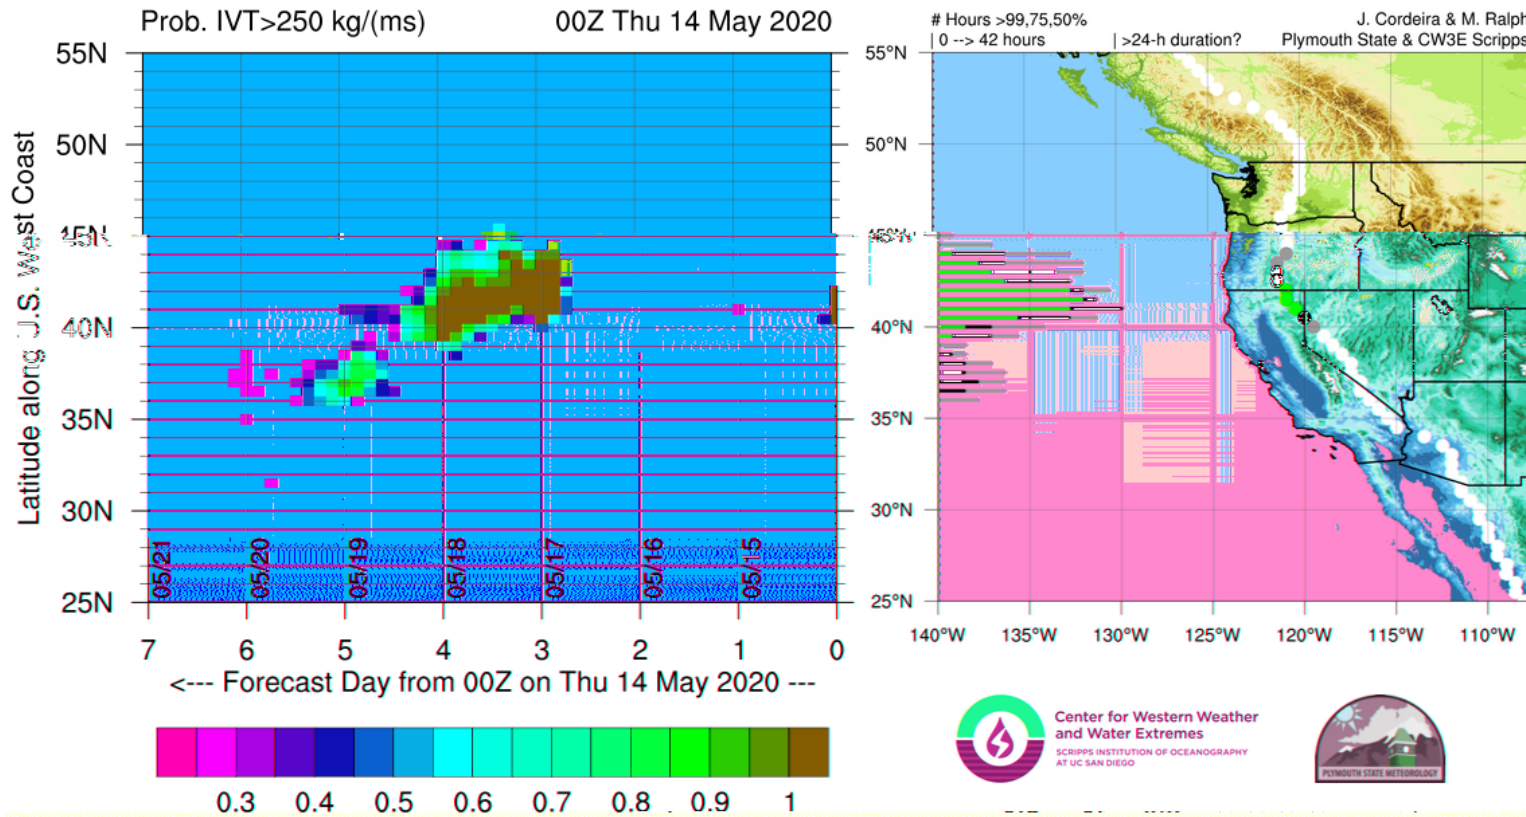 Prob. IVT>250 kg/(ms) 00Z Thu 14 May 2020
# Hours >99,75,50% J. Cordeira & M. Ralph
| 0 --> 42 hours | >24-h duration? Plymouth State & CW3E Scripps
Latitude along U.S. West Coast
55N
50N
45N
40N
35N
30N
25N
05/21 05/20 05/19 05/18 05/17 05/16 05/15
7 6 5 4 3 2 1 0
<--- Forecast Day from 00Z on Thu 14 May 2020 ---
0.3 0.4 0.5 0.6 0.7 0.8 0.9 1
55°N
50°N
45°N
40°N
35°N
30°N
25°N
140°W 135°W 130°W 125°W 120°W 115°W 110°W
Center for Western Weather
and Water Extremes
SCRIPPS INSTITUTION OF OCEANOGRAPHY
AT UC SAN DIEGO
PLYMOUTH STATE METEOROLOGY